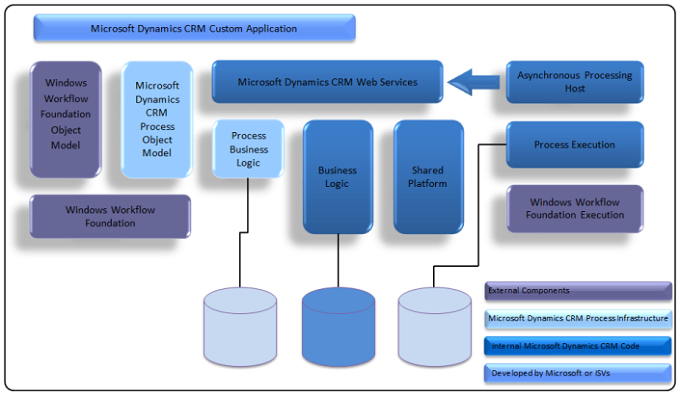 Microsoft Dynamics CRM Custom Application
Windows
Workflow
Foundation
Object
Model
Microsoft
Dynamics
CRM
Process
Object
Model
Microsoft Dynamics CRM Web Services
Asynchronous Processing
Host
Process
Business
Logic
Business
Logic
Shared
Platform
Process Execution
Windows Workflow
Foundation
Windows Workflow
Foundation Execution
External Components
Microsoft Dynamics CRM Process Infrastructure
Internal Microsoft Dynamics CRM Code
Developed by Microsoft or ISVs